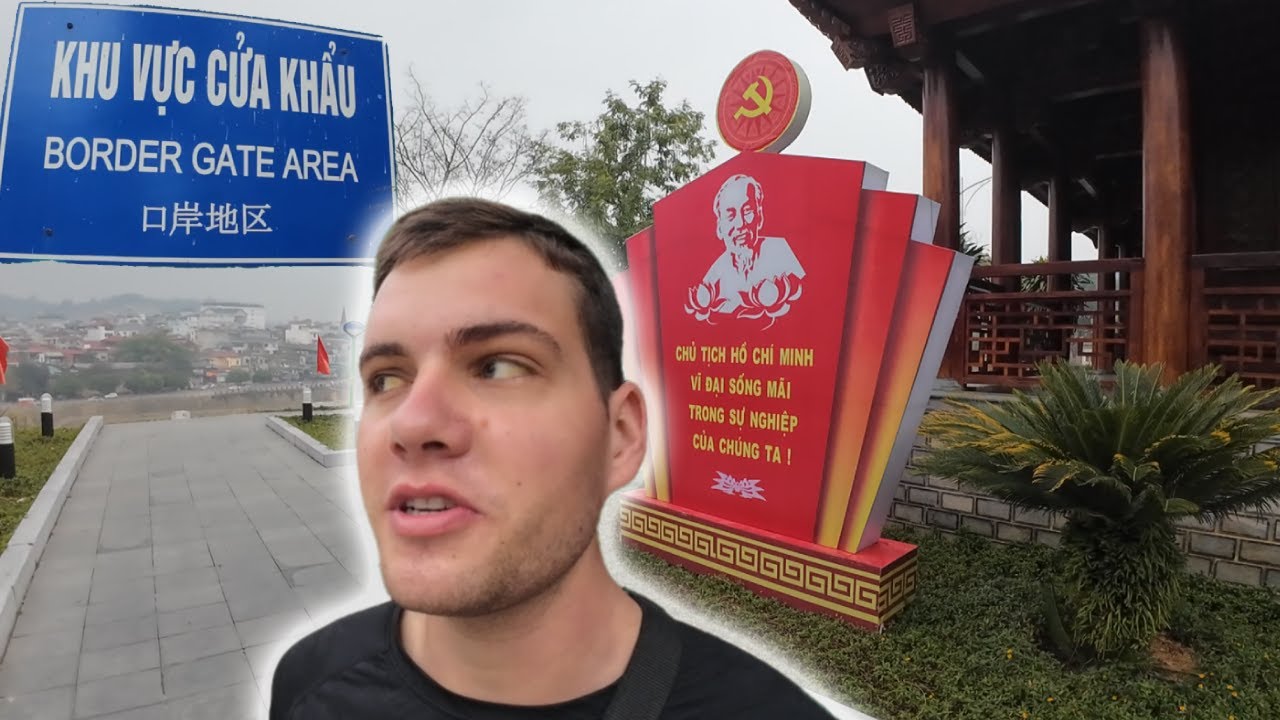 KHU VỰC CỬA KHẨU
BORDER GATE AREA
口岸地区
CHỦ TỊCH HỒ CHÍ MINH
VĨ ĐẠI SỐNG MÃI
TRONG SỰ NGHIỆP
CỦA CHÚNG TA !